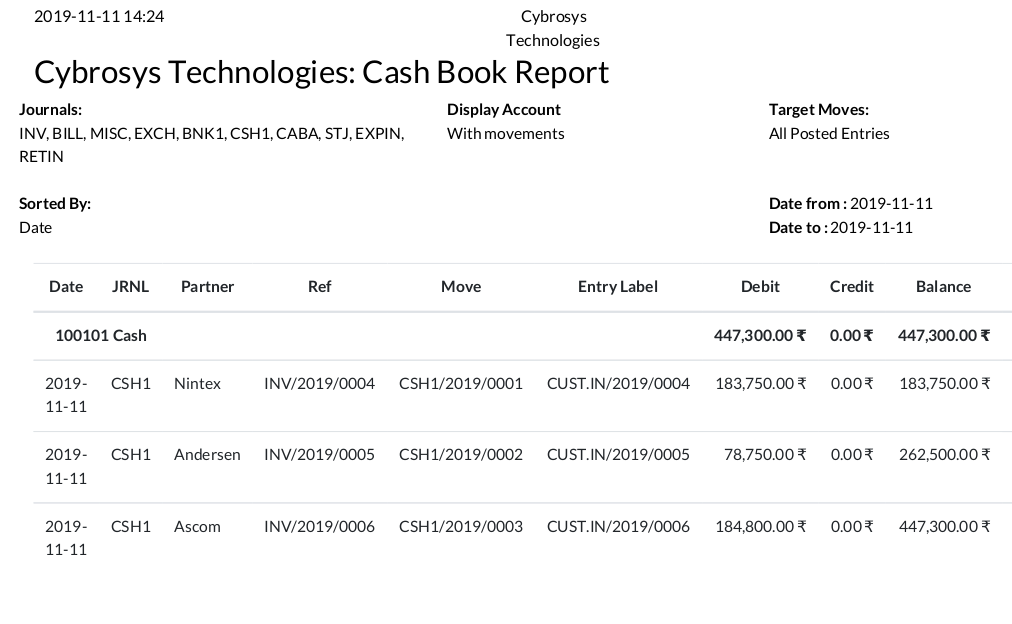 2019-11-11 14:24
Cybrosys
Technologies
Cybrosys Technologies: Cash Book Report
Journals: Display Account Target Moves:
INV, BILL, MISC, EXCH, BNK1, CSH1, CABA, STJ, EXPIN, With movements All Posted Entries
RETIN
Sorted By: Date from : 2019-11-11
Date Date to : 2019-11-11
Date JRNL Partner Ref Move Entry Label Debit Credit Balance
100101 Cash 447,300.00 ₹ 0.00 ₹ 447,300.00 ₹
2019- CSH1 Nintex INV/2019/0004 CSH1/2019/0001 CUST.IN/2019/0004 183,750.00 ₹ 0.00 ₹ 183,750.00 ₹
11-11
2019- CSH1 Andersen INV/2019/0005 CSH1/2019/0002 CUST.IN/2019/0005 78,750.00 ₹ 0.00 ₹ 262,500.00 ₹
11-11
2019- CSH1 Ascom INV/2019/0006 CSH1/2019/0003 CUST.IN/2019/0006 184,800.00 ₹ 0.00 ₹ 447,300.00 ₹
11-11